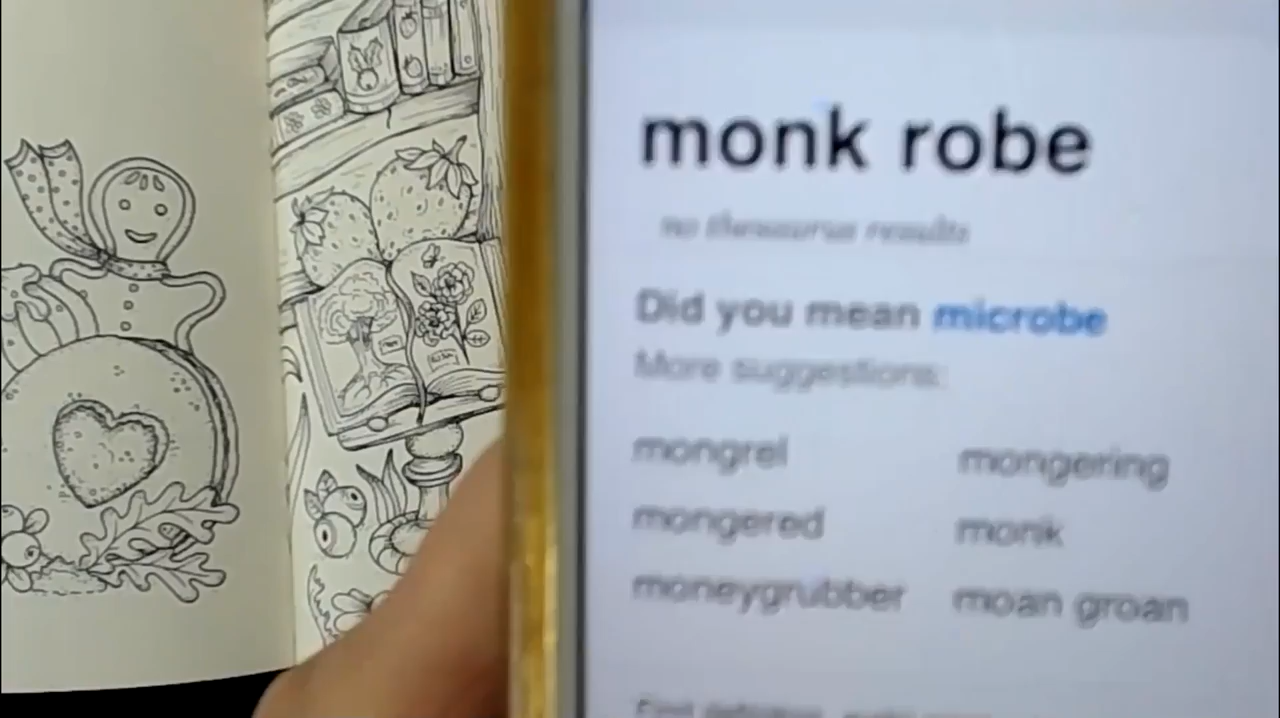 monk robe
no thesaurus results
Did you mean microbe
More suggestions:
mongrel mongering
mongered monk
moneygrubber moan groan